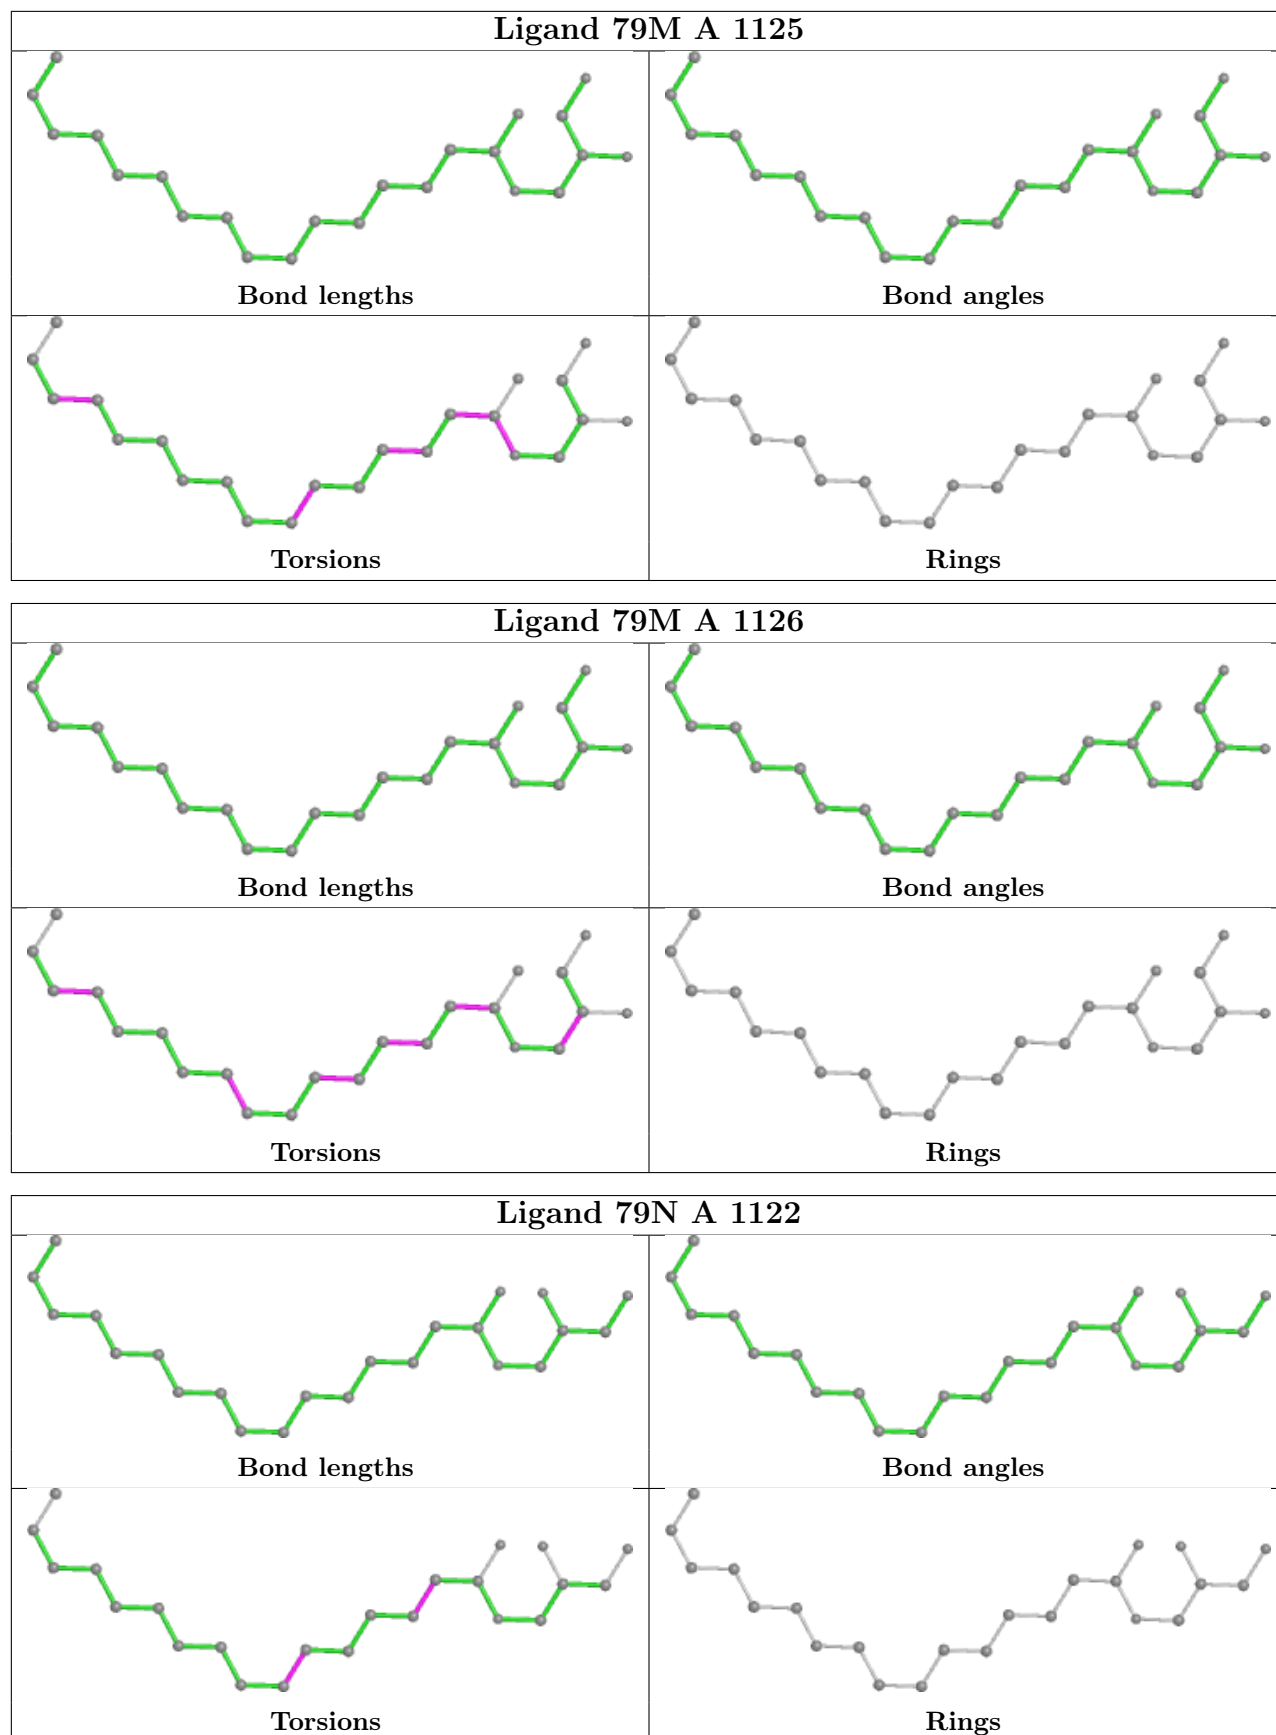 Ligand 79M A 1125
Bond lengths
Bond angles
Torsions
Rings
Ligand 79M A 1126
Bond lengths
Bond angles
Torsions
Rings
Ligand 79N A 1122
Bond lengths
Bond angles
Torsions
Rings